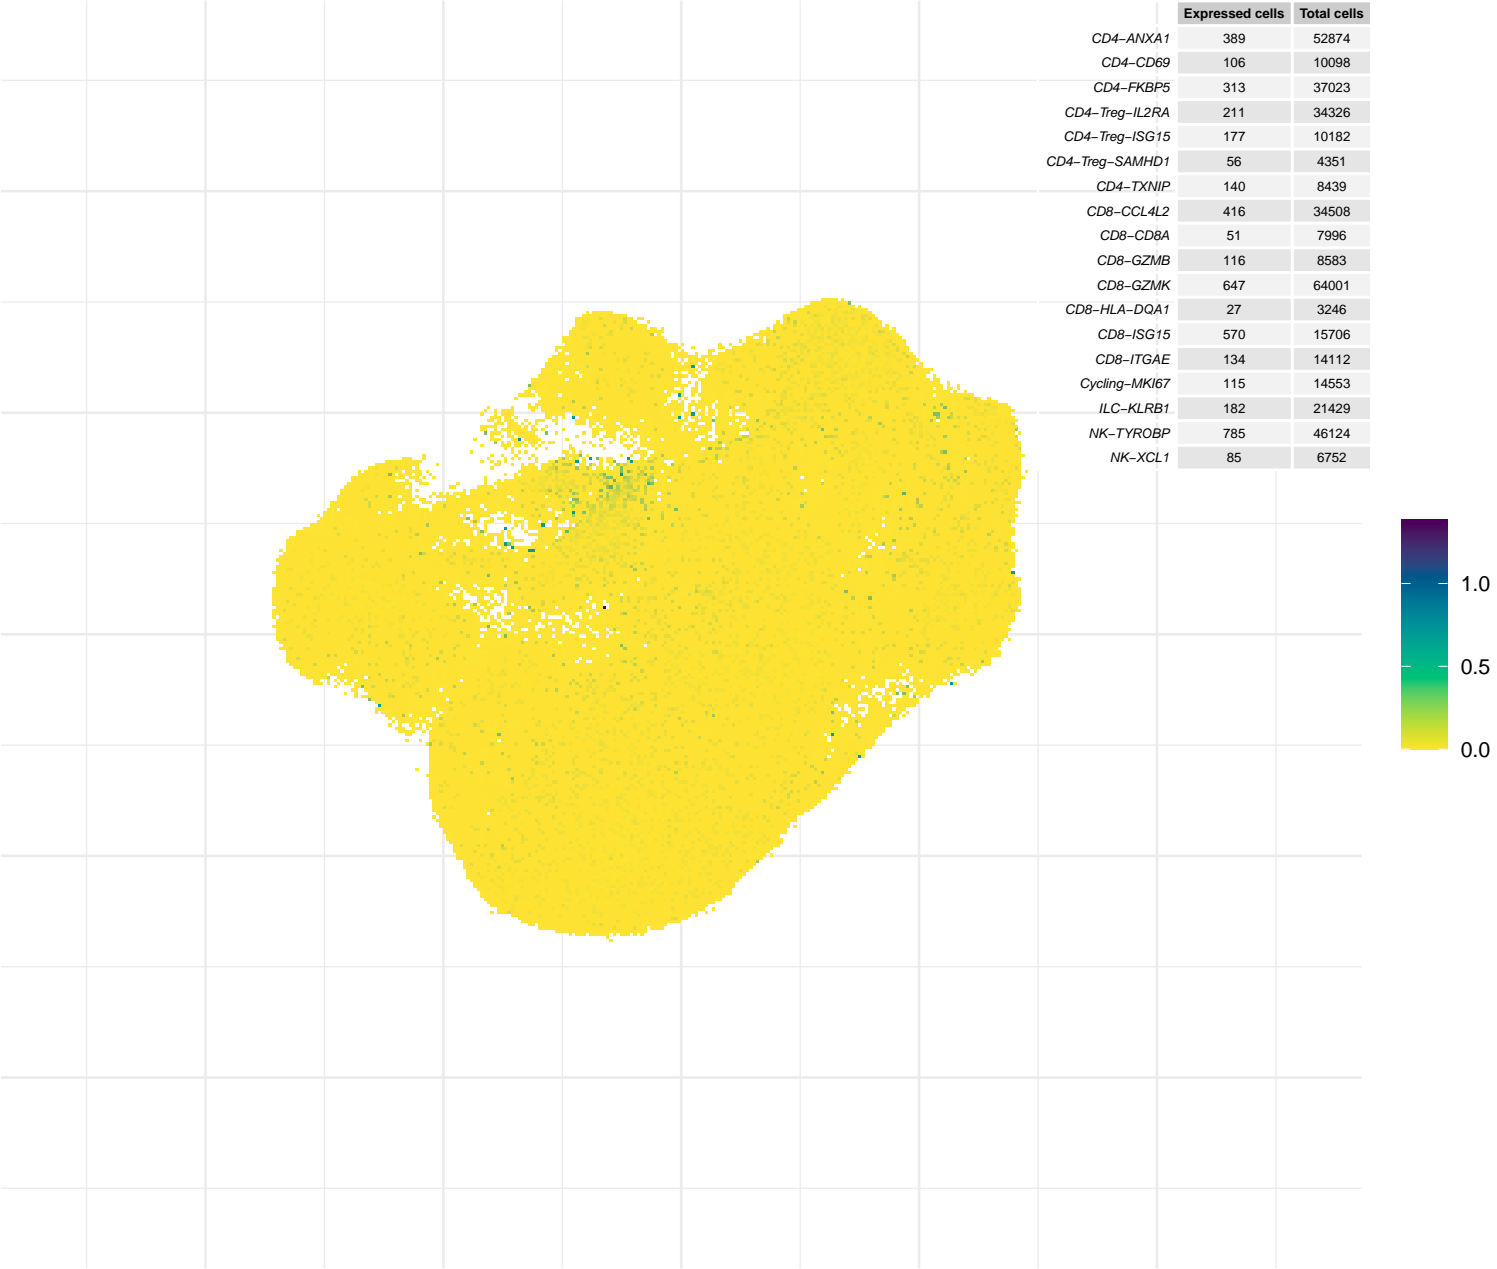 Expressed cells Total cells
CD4−ANXA1 389 52874
CD4−CD69 106 10098
CD4−FKBP5 313 37023
CD4−Treg−IL2RA 211 34326
CD4−Treg−ISG15 177 10182
CD4−Treg−SAMHD1 56 4351
CD4−TXNIP 140 8439
CD8−CCL4L2 416 34508
CD8−CD8A 51 7996
CD8−GZMB 116 8583
CD8−GZMK 647 64001
CD8−HLA−DQA1 27 3246
CD8−ISG15 570 15706
CD8−ITGAE 134 14112
Cycling−MKI67 115 14553
ILC−KLRB1 182 21429
NK−TYROBP 785 46124
NK−XCL1 85 6752
1.0
0.5
0.0